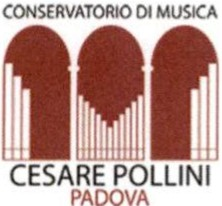 CONSERVATORIO DI MUSICA
CESARE POLLINI
PADOVA